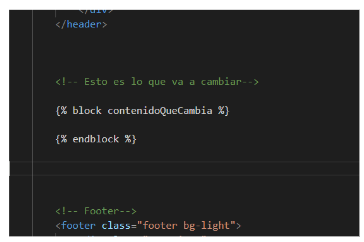 </div>
</header>
<!-- Esto es lo que va a cambiar-->
{% block contenidoQueCambia %}
{% endblock %}
<!-- Footer-->
<footer class="footer bg-light">